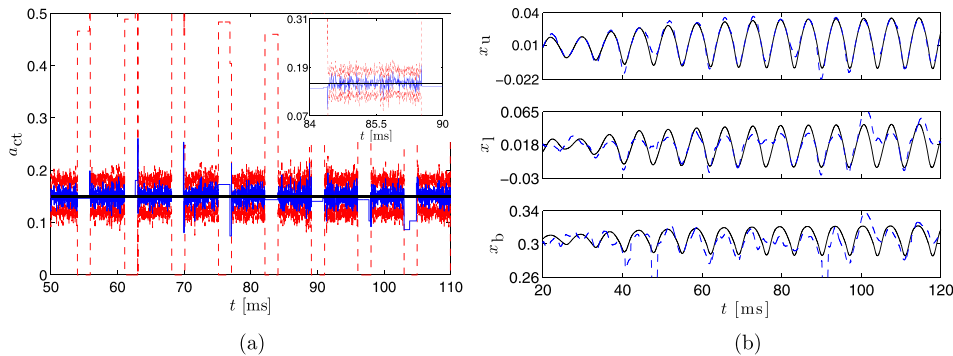 0.5
0.4
0.3
0.2
0.1
0
a_ct
50 60 70 80 90 100 110
t [ms]
0.31
0.19
0.07
84 85.5 90
t [ms]
(a)
0.04
0.01
−0.022
x_u
0.065
0.018
−0.03
x_l
0.34
0.3
0.26
x_b
20 40 60 80 100 120
t [ms]
(b)